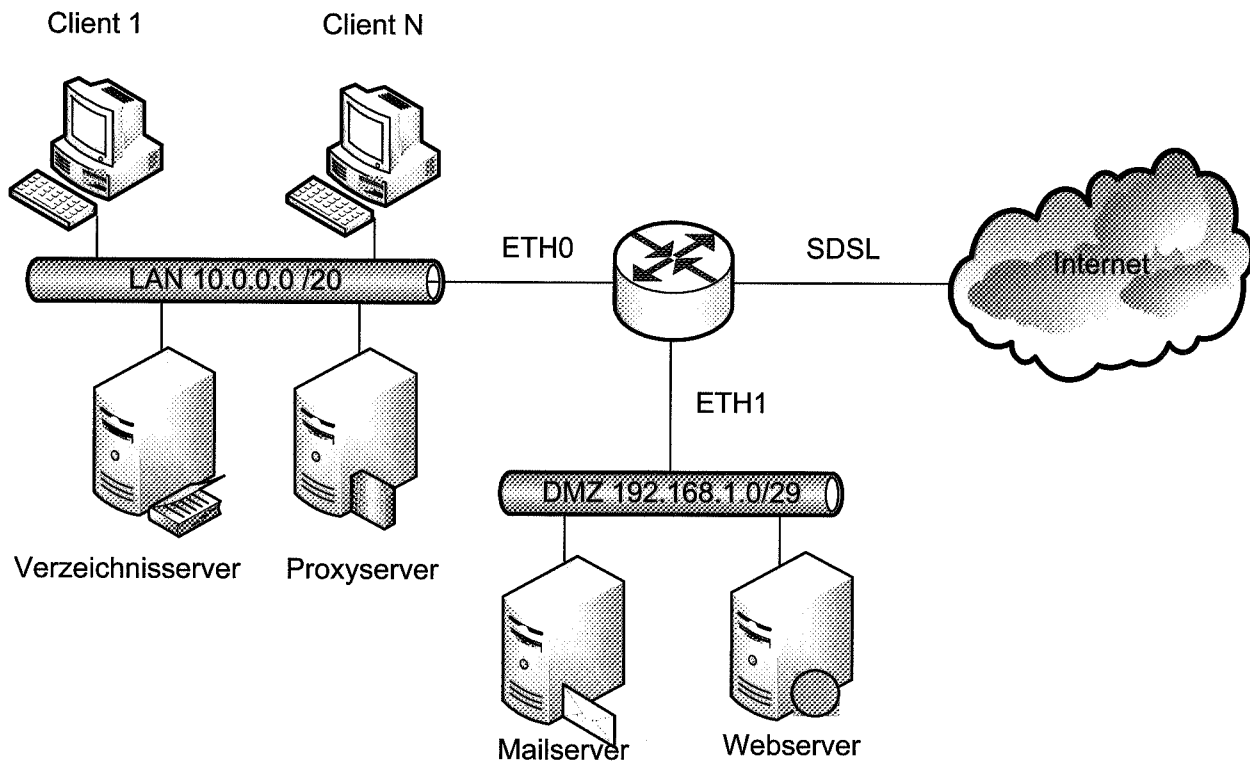 Client 1
Client N
ETH0
SDSL
Internet
LAN 10.0.0.0 /20
ETH1
DMZ 192.168.1.0/29
Verzeichnisserver
Proxyserver
Mailserver
Webserver